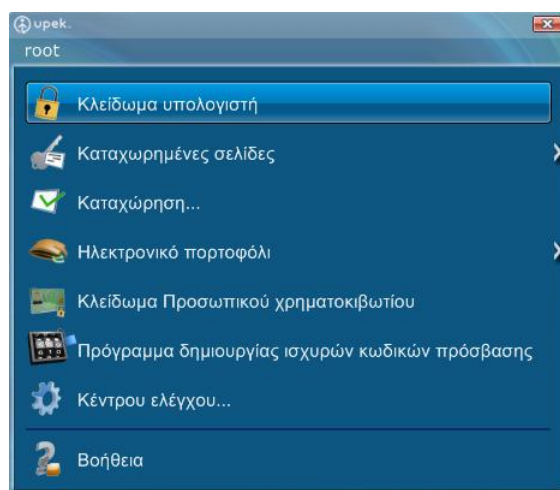 upek.
root
Κλείδωμα υπολογιστή
Καταχωρημένες σελίδες
Καταχώρηση...
Ηλεκτρονικό πορτοφόλι
Κλείδωμα Προσωπικού χρηματοκιβωτίου
Πρόγραμμα δημιουργίας ισχυρών κωδικών πρόσβασης
Κέντρου ελέγχου...
Βοήθεια